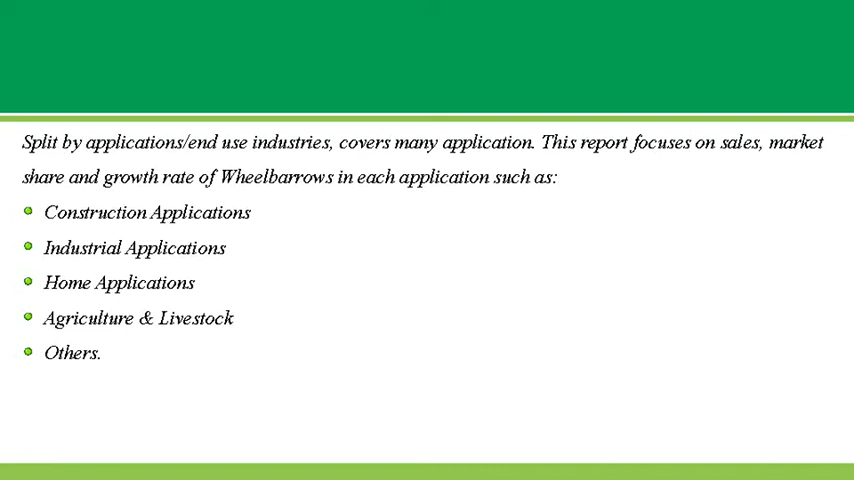 Split by applications/end use industries, covers many application. This report focuses on sales, market
share and growth rate of Wheelbarrows in each application such as:
Construction Applications
Industrial Applications
Home Applications
Agriculture & Livestock
Others.